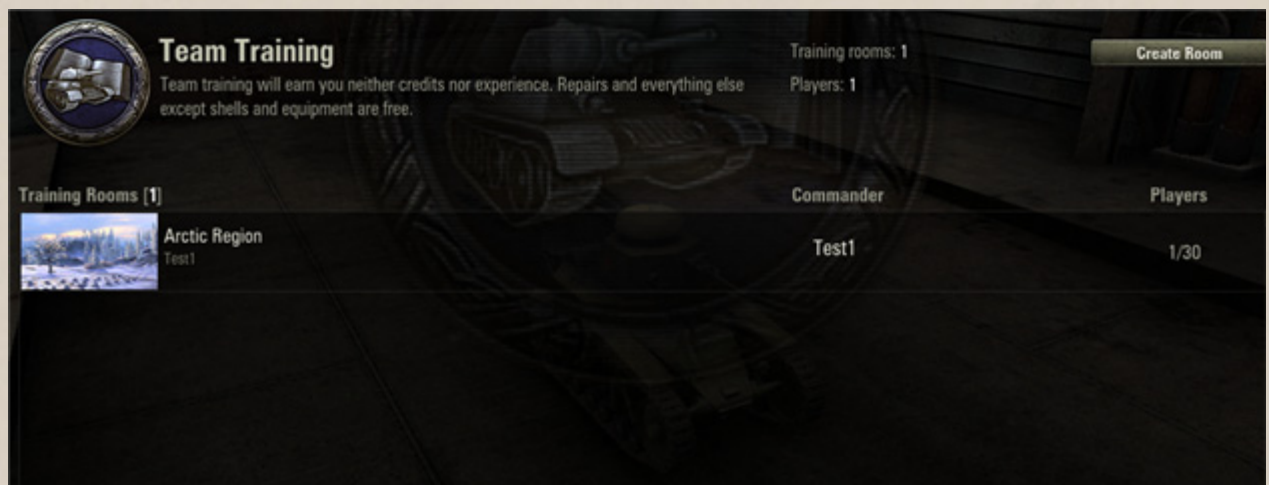 Team Training
Team training will earn you neither credits nor experience. Repairs and everything else
except shells and equipment are free.
Training rooms: 1
Players: 1
Create Room
Training Rooms [1]
Commander
Players
Arctic Region
Test1
Test1
1/30